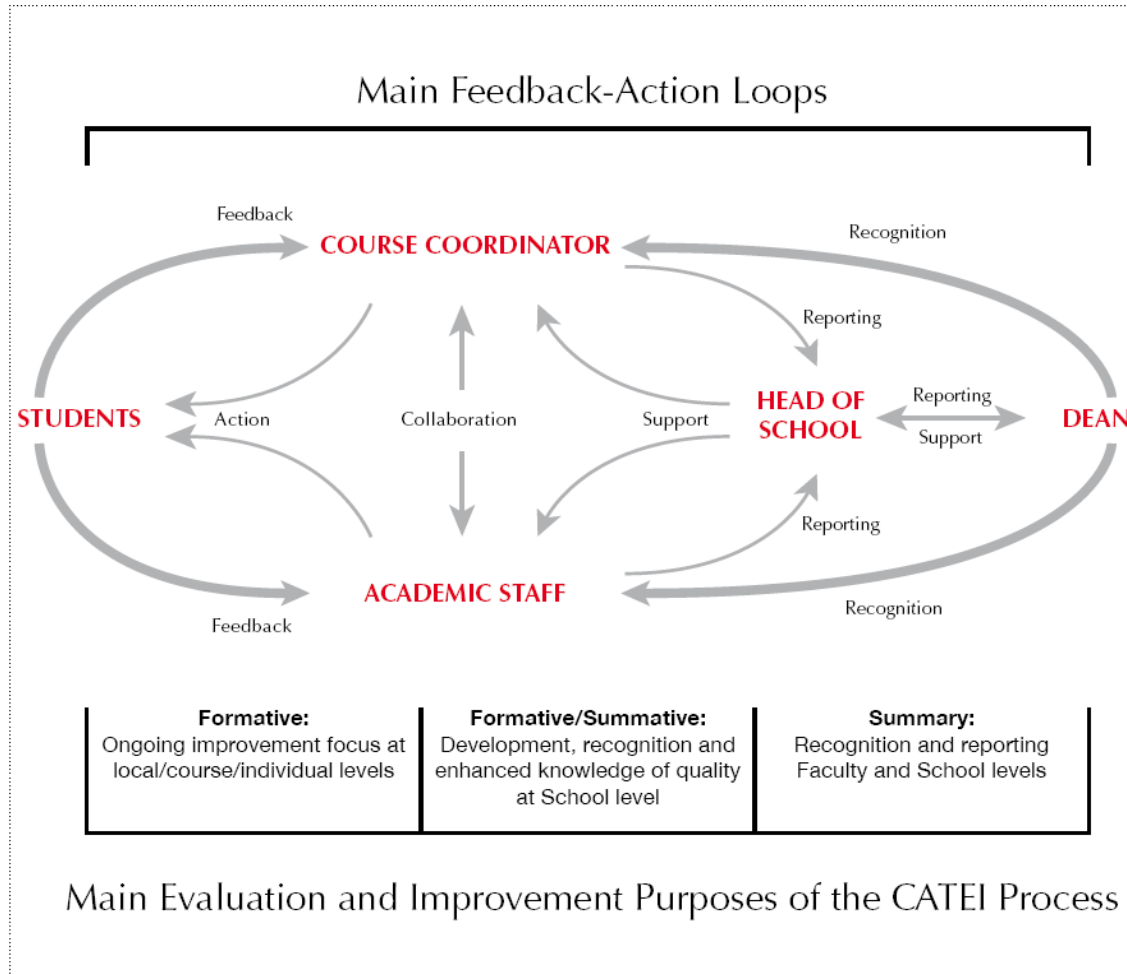 Main Feedback-Action Loops
Feedback
COURSE COORDINATOR
Recognition
Reporting
STUDENTS
Action
Collaboration
Support
HEAD OF
SCHOOL
Reporting
Support
DEAN
Reporting
ACADEMIC STAFF
Feedback
Recognition
Formative:
Ongoing improvement focus at
local/course/individual levels
Formative/Summative:
Development, recognition and
enhanced knowledge of quality
at School level
Summary:
Recognition and reporting
Faculty and School levels
Main Evaluation and Improvement Purposes of the CATEI Process